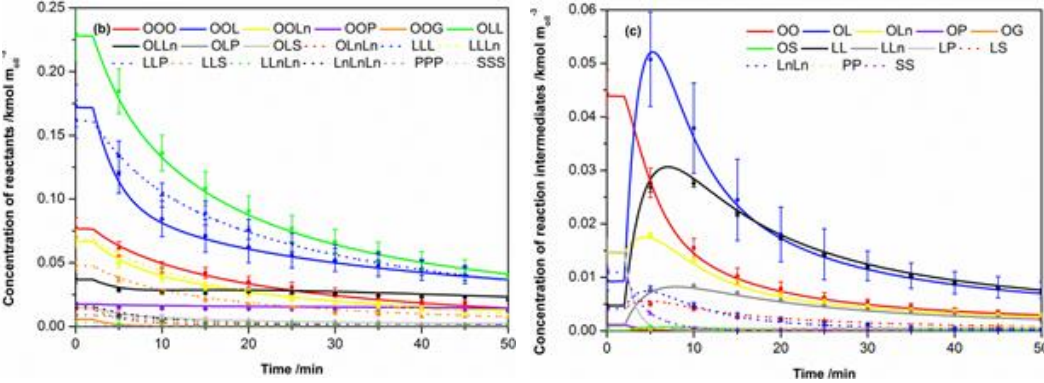 (b) OOO OOL OOLn OOP OOG OLL
OLLn OLP OLS OLnLn LLL LLLn
LLP LLS LLnLn LnLnLn PPP SSS
Concentration of reactants /kmol m_oil^-3
0.25
0.20
0.15
0.10
0.05
0.00
0 10 20 30 40 50
Time /min
(c) OO OL OLn OP OG
OS LL LLn LP LS
LnLn PP SS
Concentration of reaction intermediates /kmol m_oil^-3
0.06
0.05
0.04
0.03
0.02
0.01
0.00
0 10 20 30 40 50
Time /min